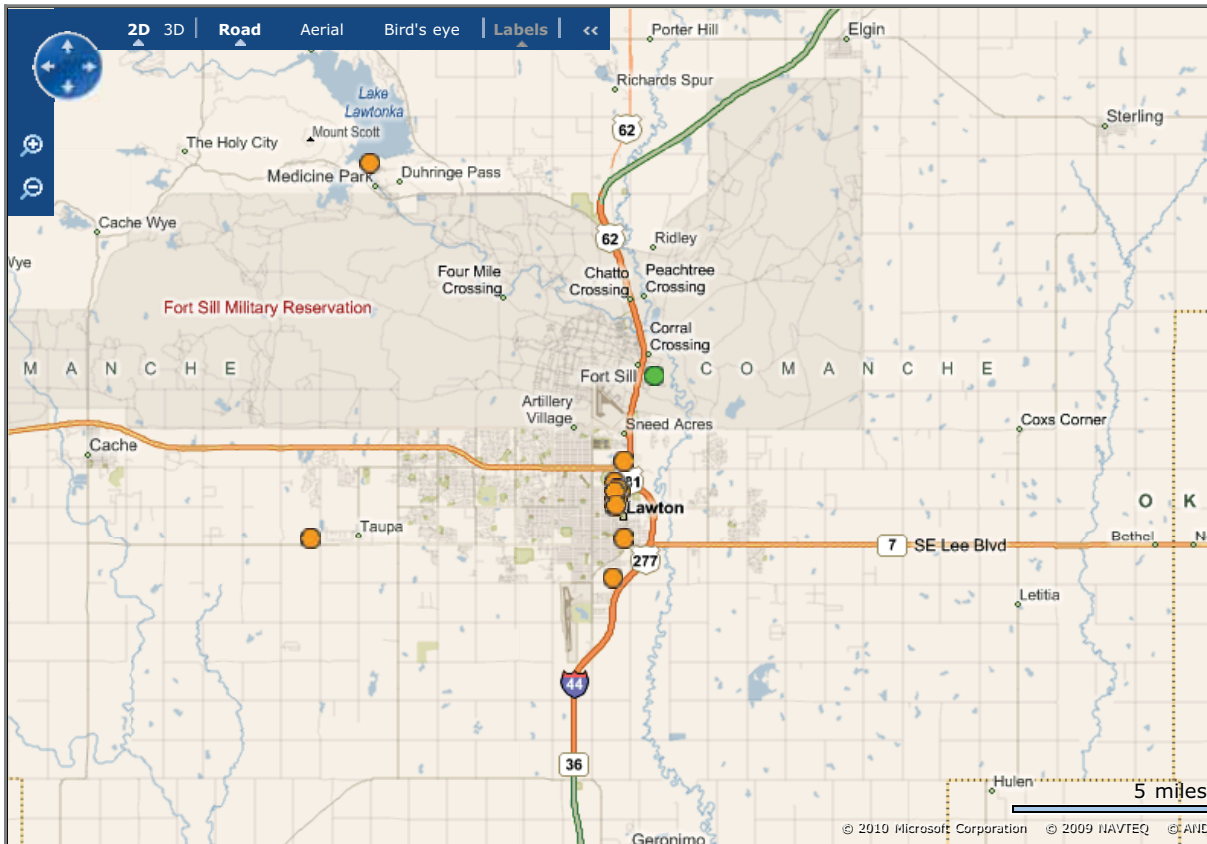 2D 3D Road Aerial Bird's eye Labels <<
Porter Hill
Elgin
Richards Spur
Lake
Lawtonka
Sterling
62
Mount Scott
The Holy City
Medicine Park
Duhringe Pass
Cache Wye
62
Ridley
Wye
Four Mile
Crossing
Chatto
Crossing
Peachtree
Crossing
Fort Sill Military Reservation
Corral
Crossing
M A N C H E
Fort Sill
C O M A N C H E
Artillery
Village
Sneed Acres
Coxs Corner
Cache
81
O K
Lawton
Taupa
7
SE Lee Blvd
Bethel
N
277
Letitia
44
36
Hulen
5 miles
© 2010 Microsoft Corporation © 2009 NAVTEQ © AND
Geronimo